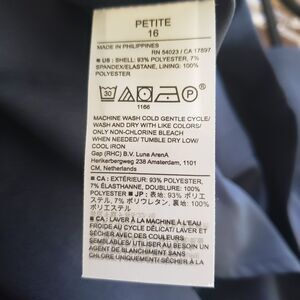 PETITE
16
MADE IN PHILIPPINES
RN 54023 / CA 17897
■ US : SHELL: 93% POLYESTER, 7%
SPANDEX/ELASTANE, LINING: 100%
POLYESTER
30
P
1166
MACHINE WASH COLD GENTLE CYCLE/
WASH AND DRY WITH LIKE COLORS/
ONLY NON-CHLORINE BLEACH
WHEN NEEDED/ TUMBLE DRY LOW/
COOL IRON
Gap (RHC) B.V. Luna ArenA
Herikerbergweg 238 Amsterdam, 1101
CM, Netherlands
■ CA : EXTÉRIEUR: 93% POLYESTER,
7% ÉLASTHANNE, DOUBLURE: 100%
POLYESTER ■ JP : 表地: 93% ポリエ
ステル, 7% ポリウレタン, 裏地: 100%
ポリエステル
■ CA : LAVER À LA MACHINE À L'EAU
FROIDE AU CYCLE DÉLICAT/ LAVER ET
SÉCHER AVEC DES COULEURS
SEMBLABLES/ UTILISER AU BESOIN UN
AGENT DE BLANCHIMENT SANS
CHLORE UNIQUEMENT/ SÉCHER PAR